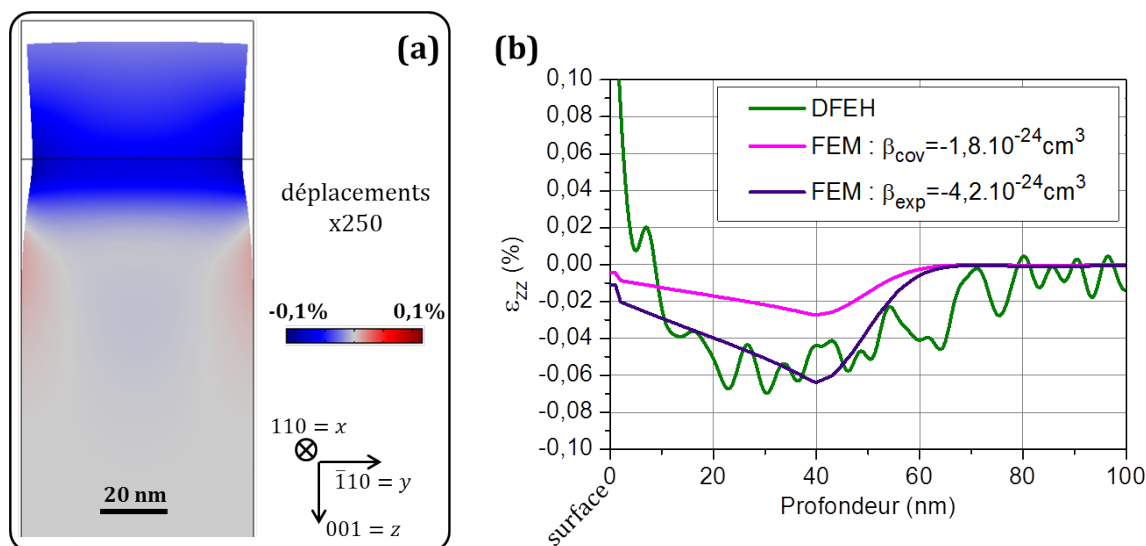 (a)
déplacements
x250
-0,1% 0,1%
110 = x
1̅10 = y
001 = z
20 nm
(b)
0,10
0,08
0,06
0,04
0,02
0,00
-0,02
-0,04
-0,06
-0,08
-0,10
ε_zz (%)
DFEH
FEM : β_cov=-1,8.10^-24cm^3
FEM : β_exp=-4,2.10^-24cm^3
0 20 40 60 80 100
surface
Profondeur (nm)